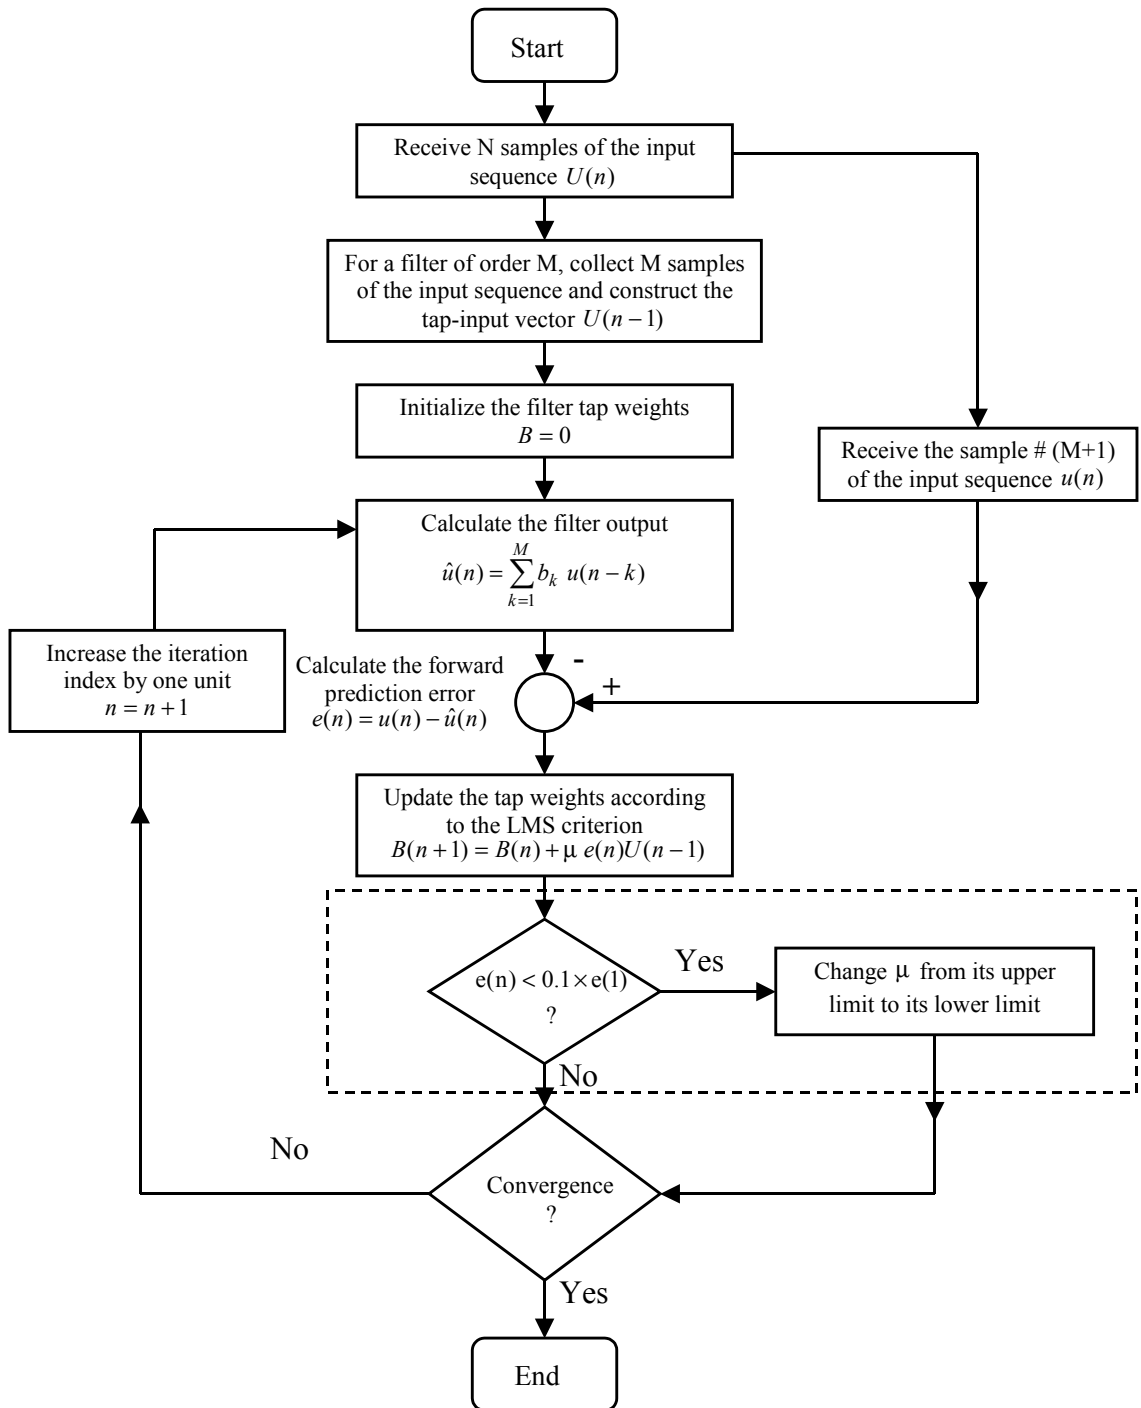 Start
Receive N samples of the input
sequence U(n)
For a filter of order M, collect M samples
of the input sequence and construct the
tap-input vector U(n − 1)
Initialize the filter tap weights
B = 0
Receive the sample # (M+1)
of the input sequence u(n)
Calculate the filter output
û(n) = ∑_{k=1}^{M} b_k u(n − k)
Increase the iteration
index by one unit
n = n + 1
Calculate the forward
prediction error
e(n) = u(n) − û(n)
-
+
Update the tap weights according
to the LMS criterion
B(n + 1) = B(n) + μ e(n)U(n − 1)
e(n) < 0.1 × e(1)
?
Yes
Change μ from its upper
limit to its lower limit
No
No
Convergence
?
Yes
End